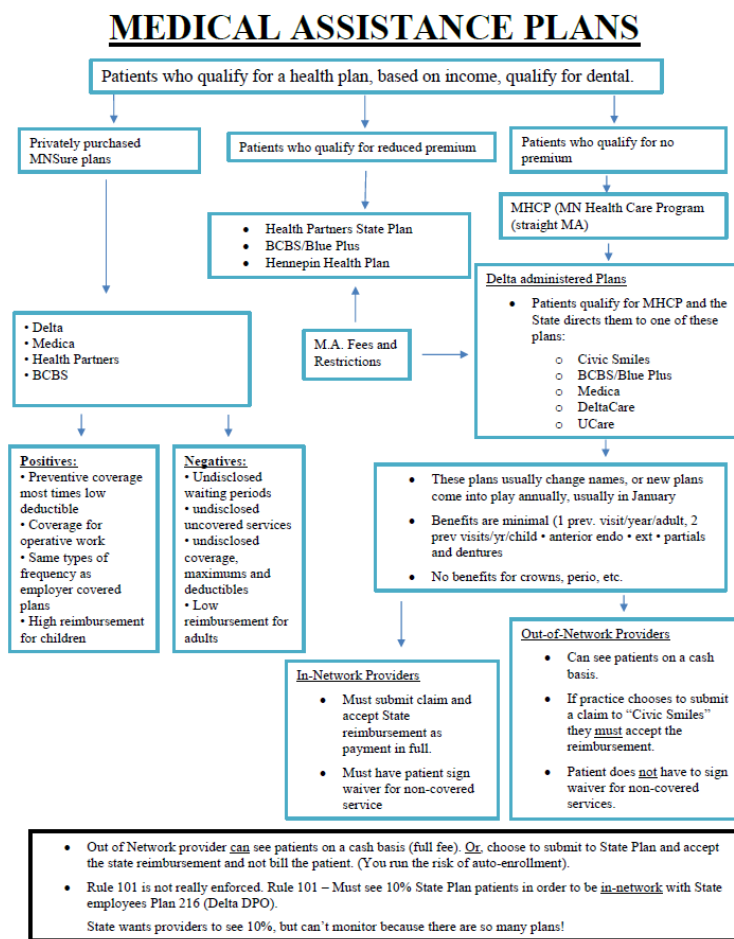 MEDICAL ASSISTANCE PLANS
Patients who qualify for a health plan, based on income, qualify for dental.
Privately purchased
MNSure plans
Patients who qualify for reduced premium
Patients who qualify for no
premium
MHCP (MN Health Care Program
(straight MA)
• Health Partners State Plan
• BCBS/Blue Plus
• Hennepin Health Plan
Delta administered Plans
• Patients qualify for MHCP and the
State directs them to one of these
plans:
o Civic Smiles
o BCBS/Blue Plus
o Medica
o DeltaCare
o UCare
• Delta
• Medica
• Health Partners
• BCBS
M.A. Fees and
Restrictions
Positives:
• Preventive coverage
most times low
deductible
• Coverage for
operative work
• Same types of
frequency as
employer covered
plans
• High reimbursement
for children
Negatives:
• Undisclosed
waiting periods
• undisclosed
uncovered services
• undisclosed
coverage,
maximums and
deductibles
• Low
reimbursement for
adults
• These plans usually change names, or new plans
come into play annually, usually in January
• Benefits are minimal (1 prev. visit/year/adult, 2
prev visits/yr/child • anterior endo • ext • partials
and dentures
• No benefits for crowns, perio, etc.
In-Network Providers
• Must submit claim and
accept State
reimbursement as
payment in full.
• Must have patient sign
waiver for non-covered
service
Out-of-Network Providers
• Can see patients on a cash
basis.
• If practice chooses to submit
a claim to “Civic Smiles”
they must accept the
reimbursement.
• Patient does not have to sign
waiver for non-covered
services.
• Out of Network provider can see patients on a cash basis (full fee). Or, choose to submit to State Plan and accept
the state reimbursement and not bill the patient. (You run the risk of auto-enrollment).
• Rule 101 is not really enforced. Rule 101 – Must see 10% State Plan patients in order to be in-network with State
employees Plan 216 (Delta DPO).
State wants providers to see 10%, but can’t monitor because there are so many plans!